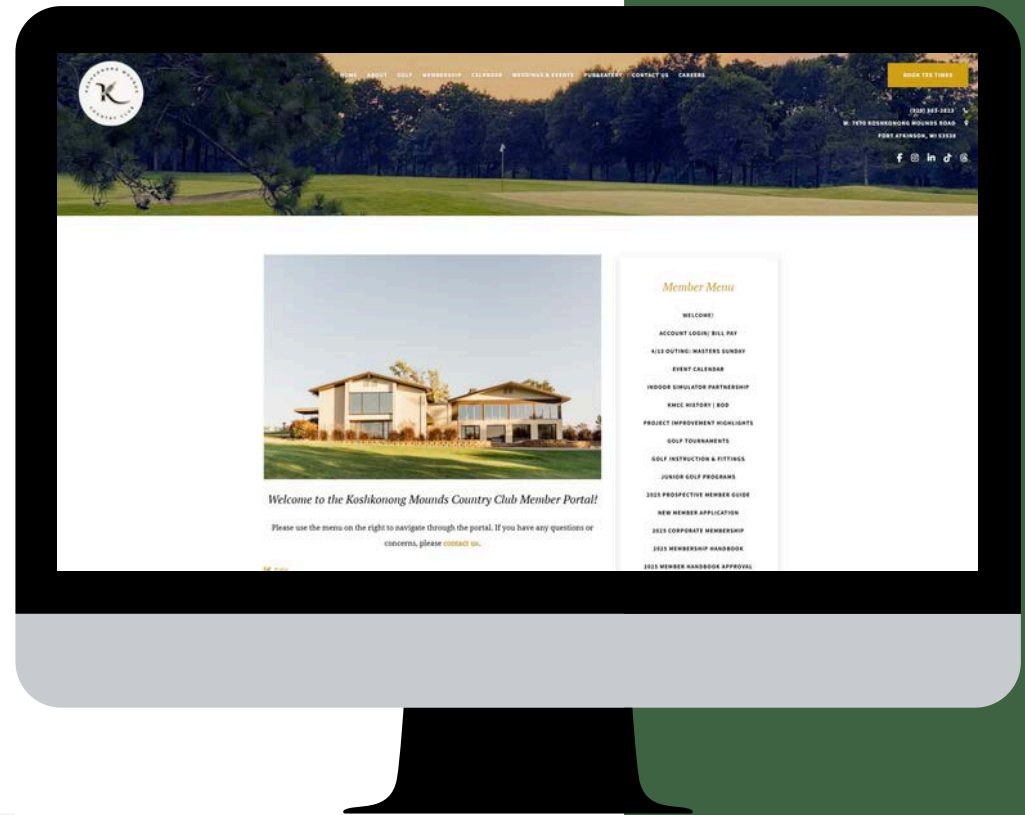 KOSHKONONG MOUNDS
K
COUNTRY CLUB
HOME ABOUT GOLF MEMBERSHIP CALENDAR WEDDINGS & EVENTS PUB&EATERY CONTACT US CAREERS
BOOK TEE TIMES
W. 7670 KOSHKONONG MOUNDS ROAD
FORT ATKINSON, WI 53538
Member Menu
WELCOME!
ACCOUNT LOGIN/ BILL PAY
4/13 OUTING: MASTERS SUNDAY
EVENT CALENDAR
INDOOR SIMULATOR PARTNERSHIP
KMCC HISTORY | BOD
PROJECT IMPROVEMENT HIGHLIGHTS
GOLF TOURNAMENTS
GOLF INSTRUCTION & FITTINGS
JUNIOR GOLF PROGRAMS
2025 PROSPECTIVE MEMBER GUIDE
NEW MEMBER APPLICATION
2025 CORPORATE MEMBERSHIP
2025 MEMBERSHIP HANDBOOK
2025 MEMBER HANDBOOK APPROVAL
Welcome to the Koshkonong Mounds Country Club Member Portal!
Please use the menu on the right to navigate through the portal. If you have any questions or
concerns, please contact us.